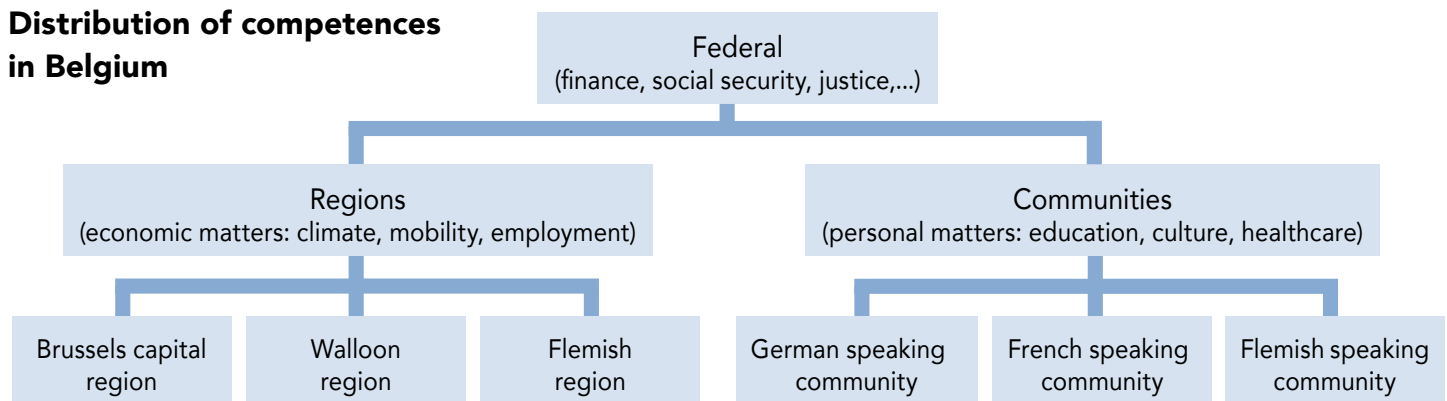 Distribution of competences
in Belgium
Federal
(finance, social security, justice,...)
Regions
(economic matters: climate, mobility, employment)
Communities
(personal matters: education, culture, healthcare)
Brussels capital
region
Walloon
region
Flemish
region
German speaking
community
French speaking
community
Flemish speaking
community